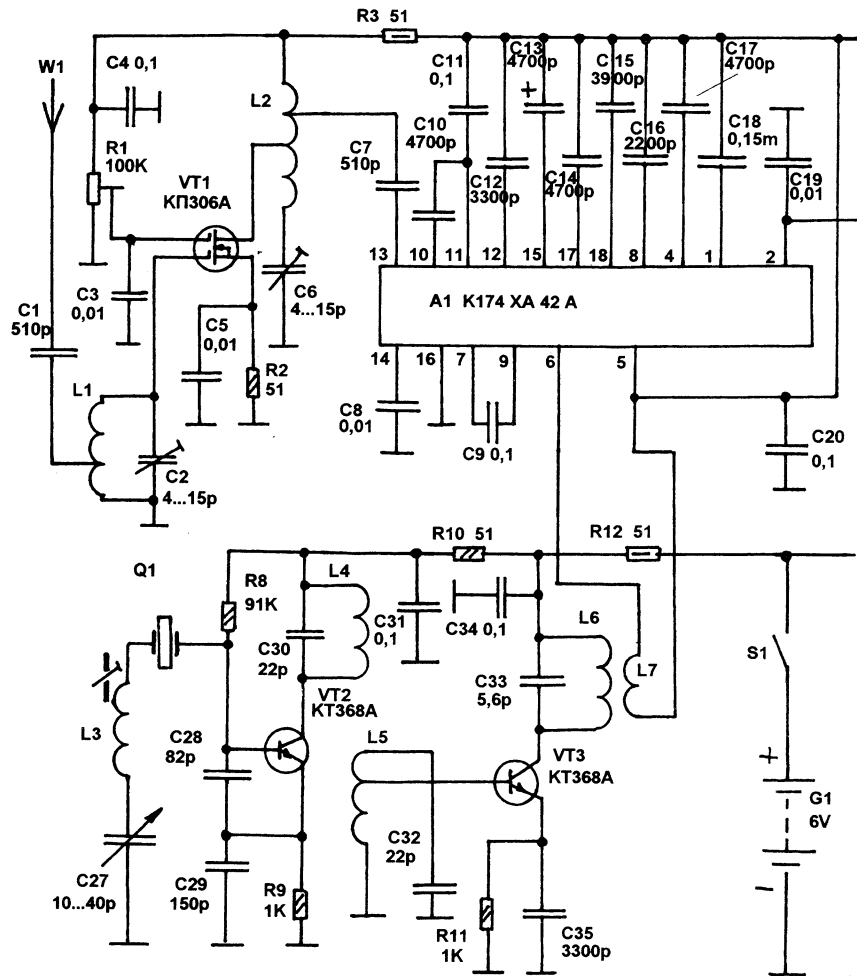 R3 51
W1
C4 0,1
L2
C11
0,1
C13
4700p
C15
3900p
C17
4700p
R1
100K
C7
510p
C10
4700p
C16
2200p
C18
0,15m
VT1
КП306А
C12
3300p
C14
4700p
C19
0,01
+
13
10
11
12
15
17
18
8
4
1
2
C3
0,01
C6
4...15p
A1 K174 XA 42 A
C1
510p
C5
0,01
14
16
7
9
6
5
R2
51
L1
C8
0,01
C9 0,1
C20
0,1
C2
4...15p
R10 51
R12 51
Q1
R8
91K
L4
C31
0,1
C34 0,1
L6
C30
22p
C33
5,6p
L7
S1
VT2
KT368A
L3
C28
82p
L5
VT3
KT368A
+
G1
6V
C32
22p
C27
10...40p
C29
150p
R9
1K
R11
1K
C35
3300p
–